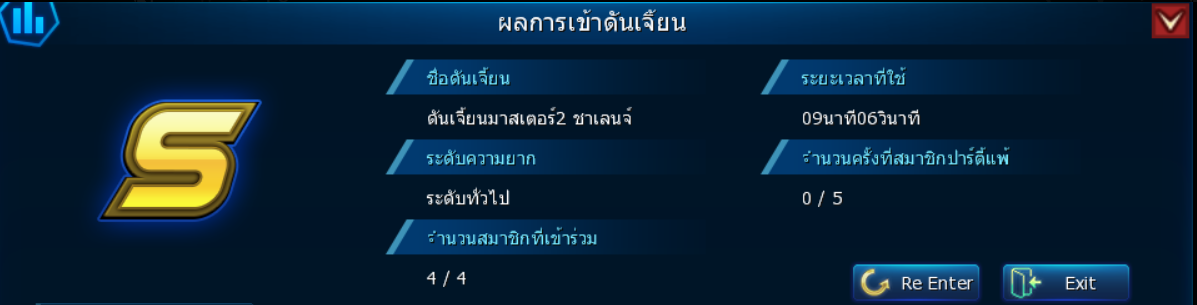 ผลการเข้าดันเจี้ยน
S
ชื่อดันเจี้ยน
ดันเจี้ยนมาสเตอร์2 ชาเลนจ์
ระดับความยาก
ระดับทั่วไป
จำนวนสมาชิกที่เข้าร่วม
4 / 4
ระยะเวลาที่ใช้
09นาที06วินาที
จำนวนครั้งที่สมาชิกปาร์ตี้แพ้
0 / 5
Re Enter
Exit